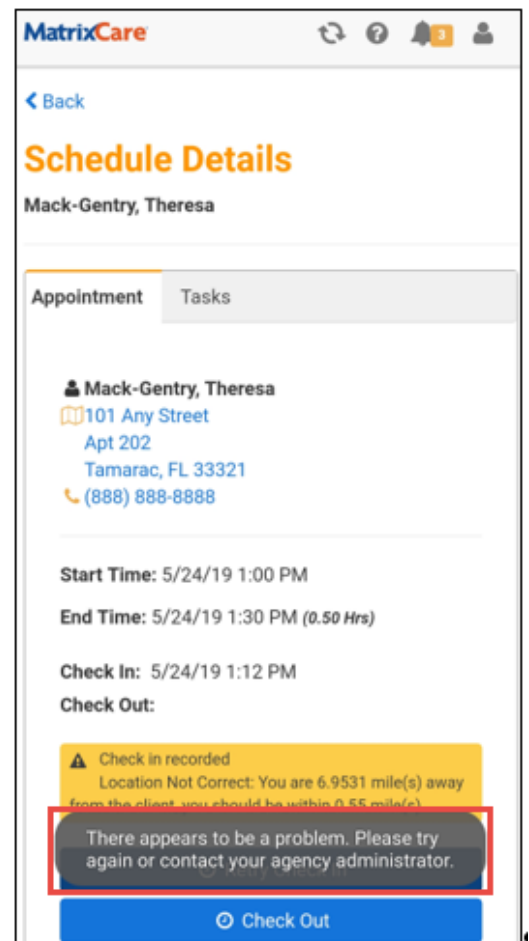 MatrixCare
3
Back
Schedule Details
Mack-Gentry, Theresa
Appointment Tasks
Mack-Gentry, Theresa
101 Any Street
Apt 202
Tamarac, FL 33321
(888) 888-8888
Start Time: 5/24/19 1:00 PM
End Time: 5/24/19 1:30 PM (0.50 Hrs)
Check In: 5/24/19 1:12 PM
Check Out:
Check in recorded
Location Not Correct: You are 6.9531 mile(s) away
from the client, you should be within 0.55 mile(s)
There appears to be a problem. Please try
again or contact your agency administrator.
Retry Check In
Check Out